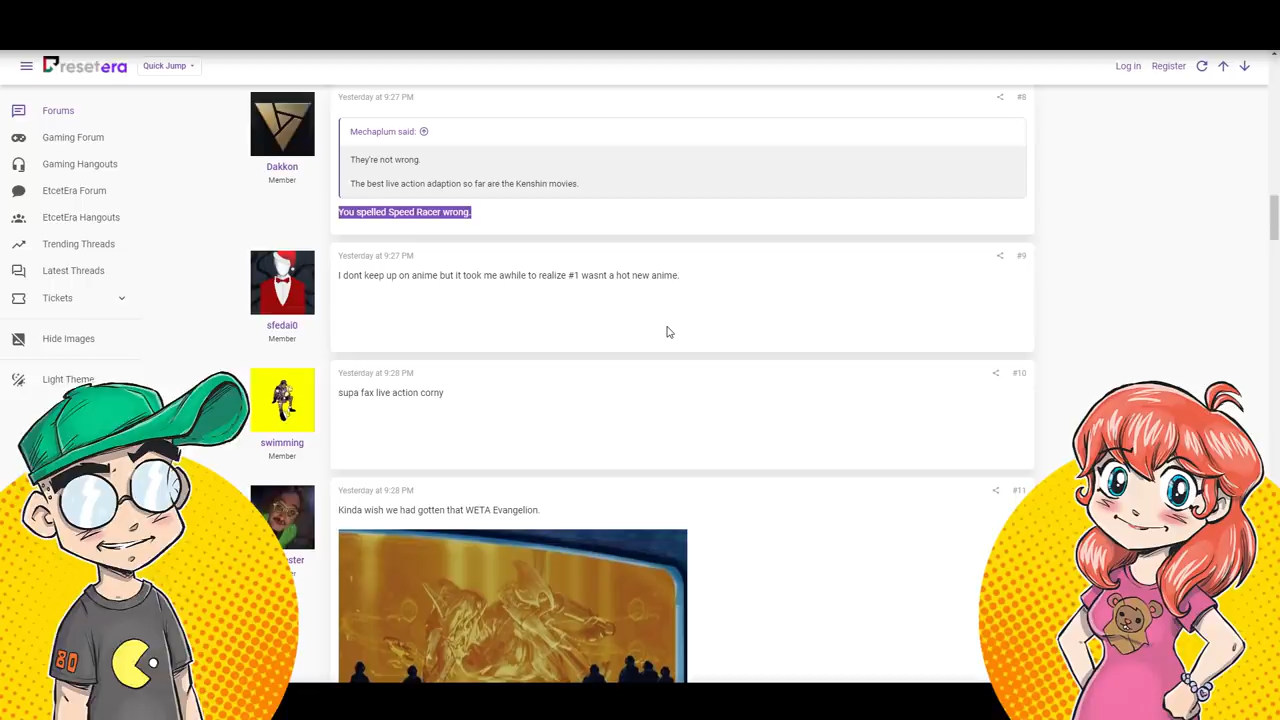 resetera
Quick Jump
Log in
Register
Forums
Gaming Forum
Gaming Hangouts
EtcetEra Forum
EtcetEra Hangouts
Trending Threads
Latest Threads
Tickets
Hide Images
Light Theme
Dakkon
Member
Yesterday at 9:27 PM
#8
Mechaplum said:
They're not wrong.
The best live action adaption so far are the Kenshin movies.
You spelled Speed Racer wrong.
sfedai0
Member
Yesterday at 9:27 PM
#9
I dont keep up on anime but it took me awhile to realize #1 wasnt a hot new anime.
swimming
Member
Yesterday at 9:28 PM
#10
supa fax live action corny
Yesterday at 9:28 PM
#11
Kinda wish we had gotten that WETA Evangelion.
80